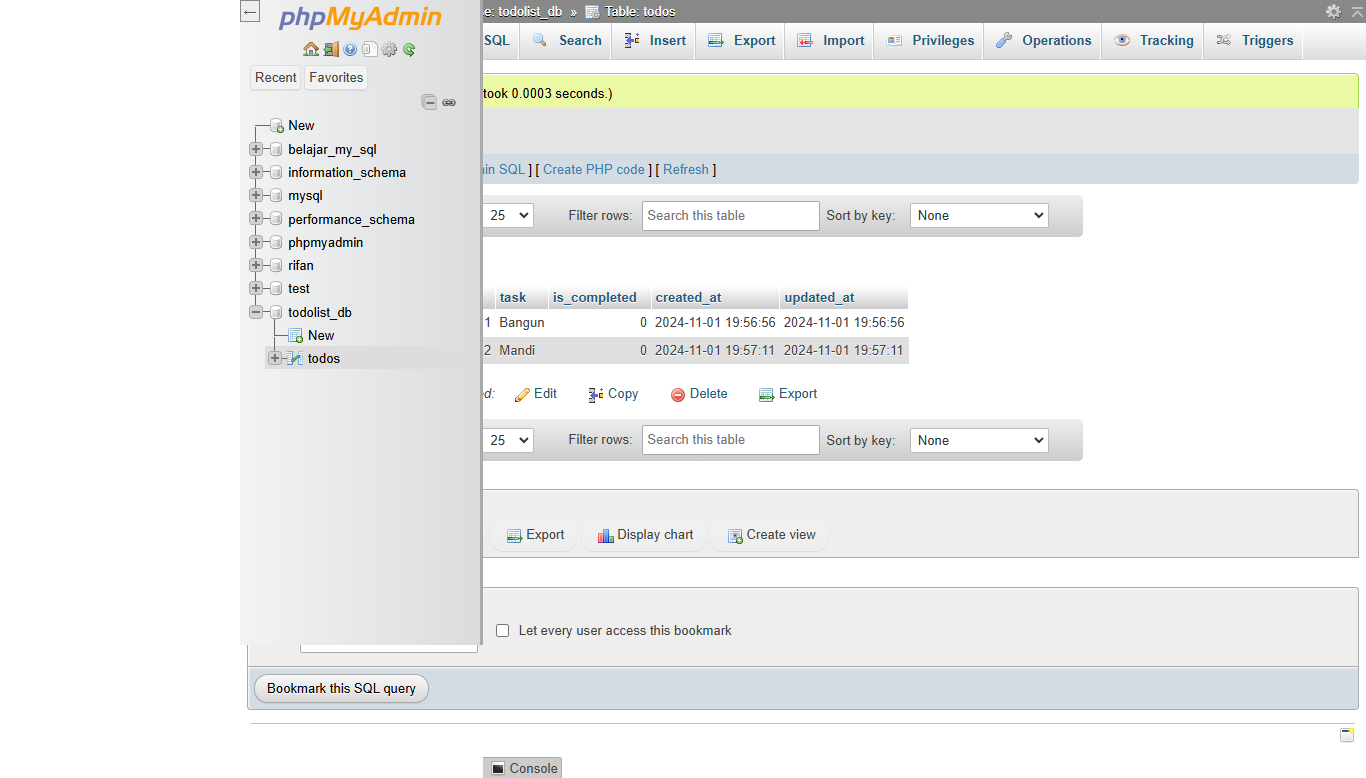 phpMyAdmin
Recent Favorites
New
belajar_my_sql
information_schema
mysql
performance_schema
phpmyadmin
rifan
test
todolist_db
New
todos
e: todolist_db » Table: todos
SQL Search Insert Export Import Privileges Operations Tracking Triggers
took 0.0003 seconds.)
in SQL ] [ Create PHP code ] [ Refresh ]
25 Filter rows: Search this table Sort by key: None
task is_completed created_at updated_at
1 Bangun 0 2024-11-01 19:56:56 2024-11-01 19:56:56
2 Mandi 0 2024-11-01 19:57:11 2024-11-01 19:57:11
ed: Edit Copy Delete Export
25 Filter rows: Search this table Sort by key: None
Export Display chart Create view
Let every user access this bookmark
Bookmark this SQL query
Console